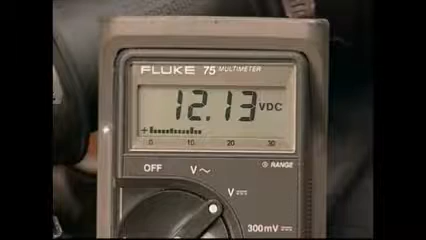 FLUKE 75 MULTIMETER
12.13 VDC
+
0 10 20 30
RANGE
OFF V~
V
300mV